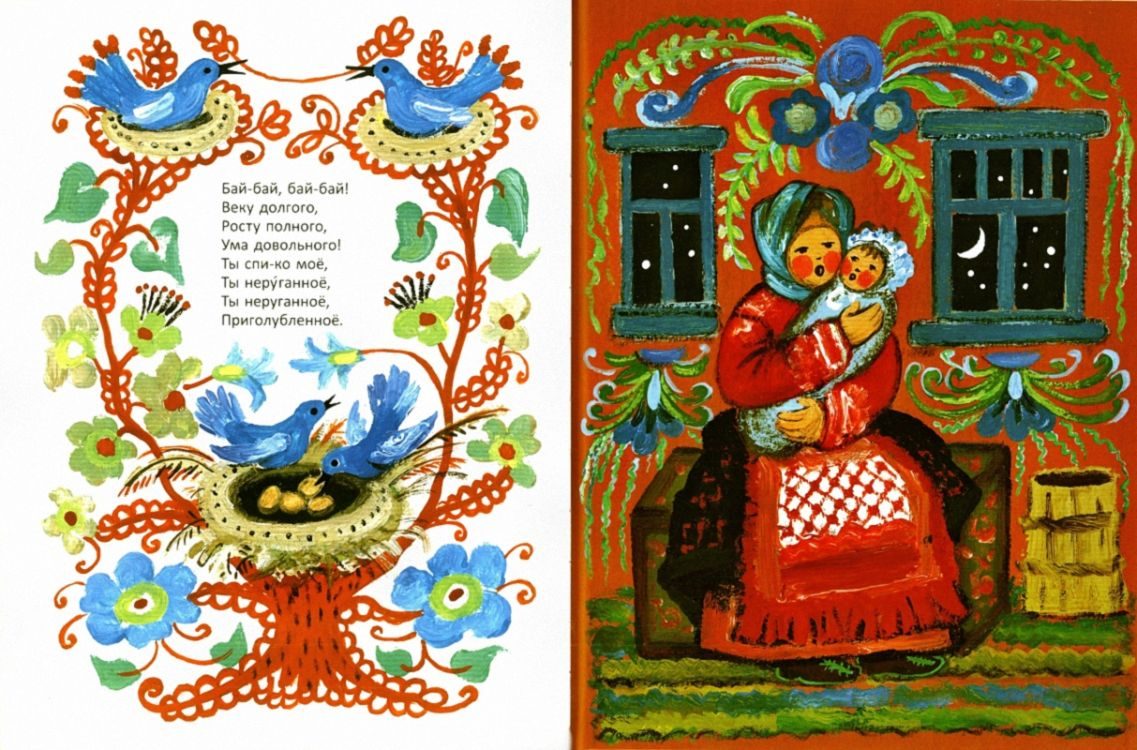 Бай-бай, бай-бай!
Веку долгого,
Росту полного,
Ума довольного!
Ты спи-ко моё,
Ты неру́ганноё,
Ты неруганноё,
Приголубленноё.